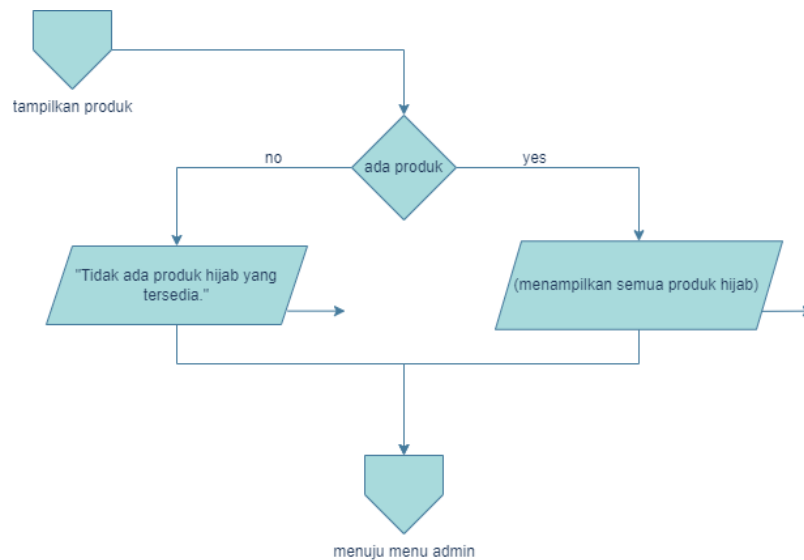 tampilkan produk
ada produk
no
yes
"Tidak ada produk hijab yang
tersedia."
(menampilkan semua produk hijab)
menuju menu admin